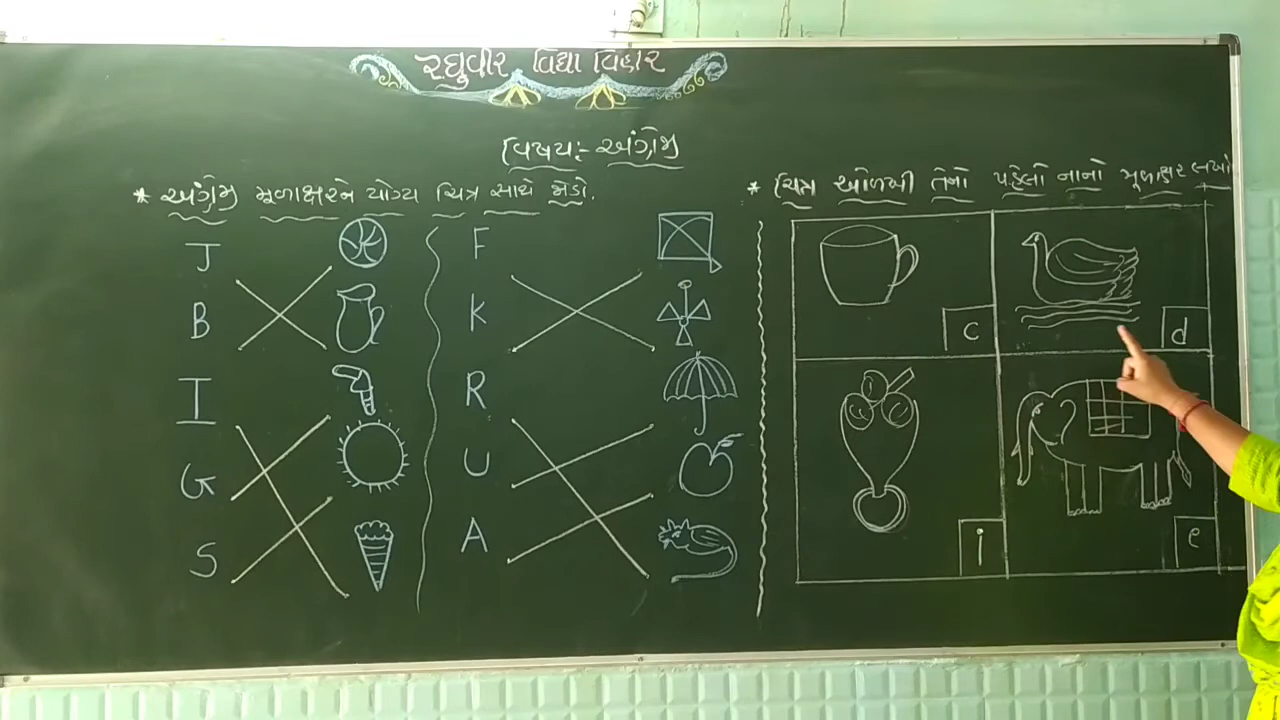 રઘુવીર વિદ્યા વિહાર
વિષય:- અંગ્રેજી
* અંગ્રેજી મૂળાક્ષરને યોગ્ય ચિત્ર સાથે જોડો.
J
B
I
G
S
F
K
R
U
A
* ચિત્ર ઓળખી તેનો પહેલો નાનો મૂળાક્ષર લખો
c
d
i
e